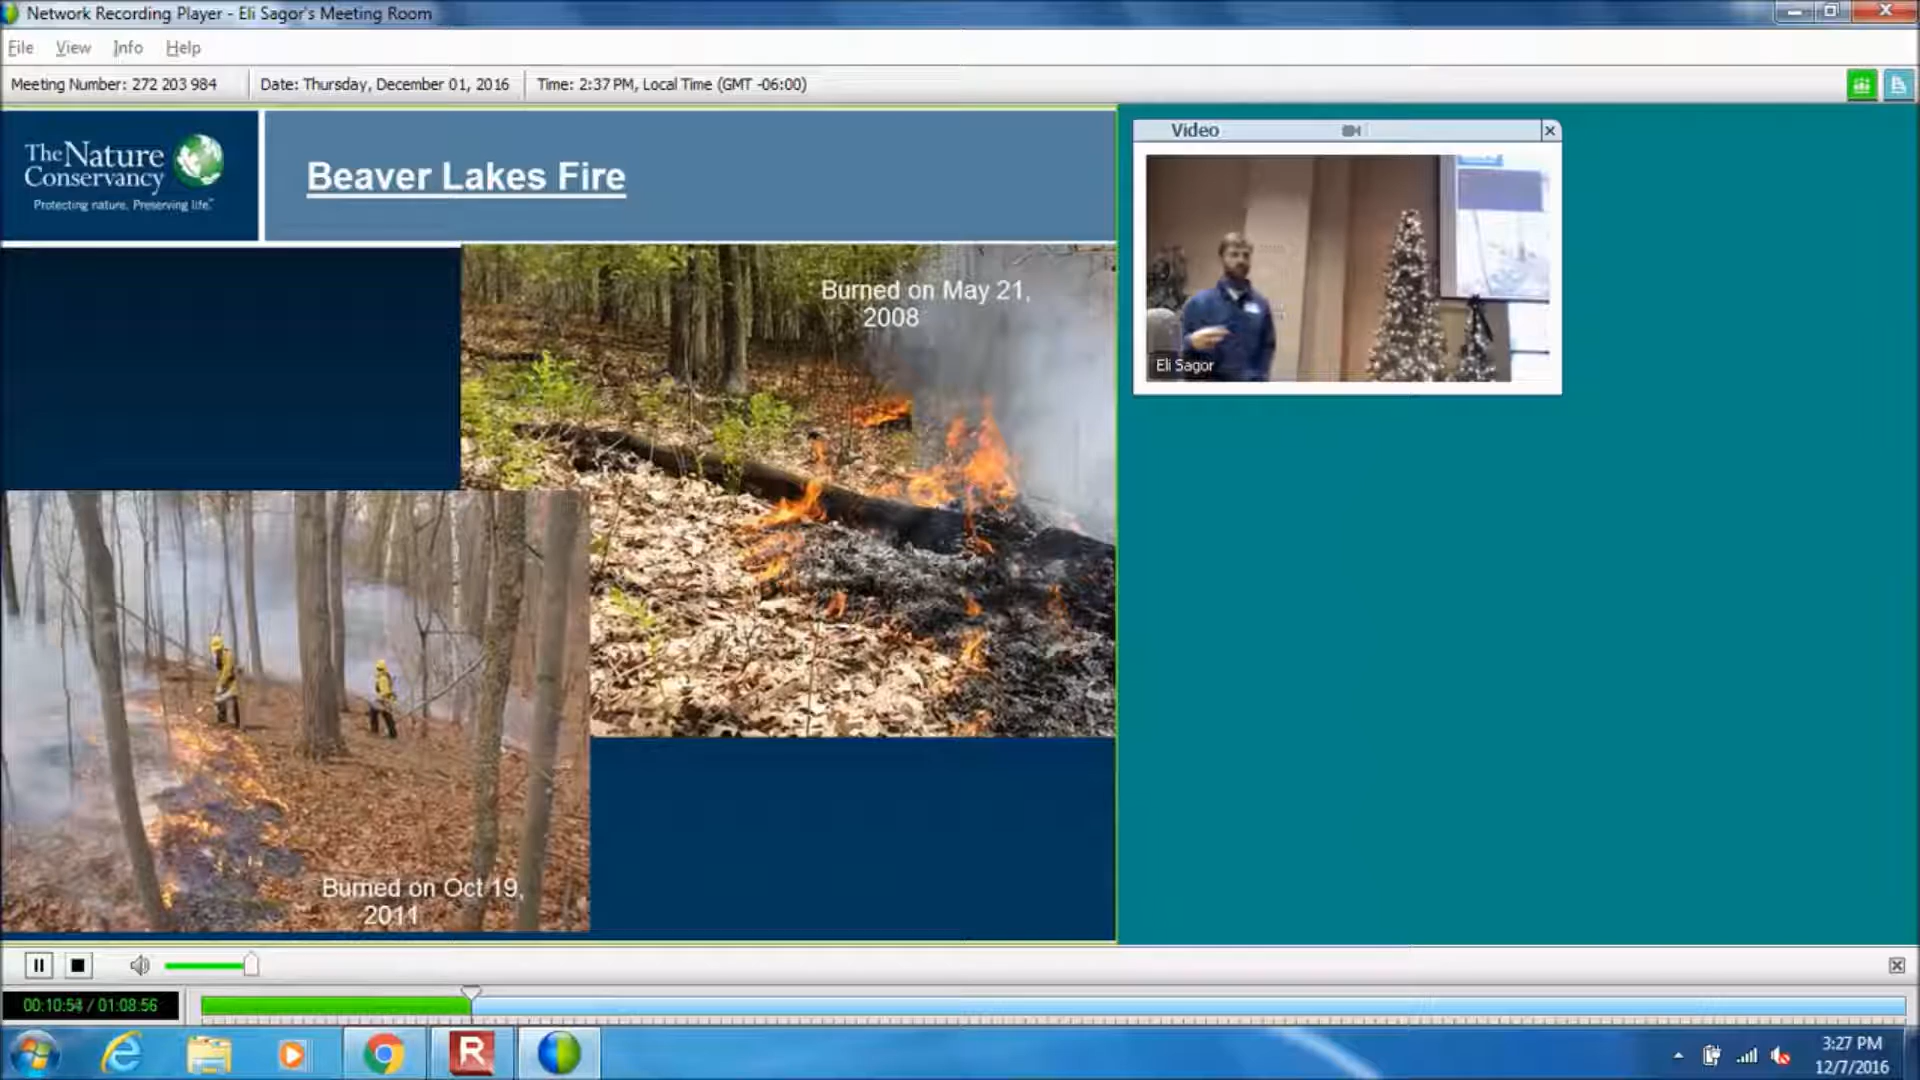 Network Recording Player - Eli Sagor's Meeting Room
File View Info Help
Meeting Number: 272 203 984 Date: Thursday, December 01, 2016 Time: 2:37 PM, Local Time (GMT -06:00)
The Nature
Conservancy
Protecting nature. Preserving life.™
Beaver Lakes Fire
Video
Eli Sagor
Burned on May 21,
2008
Burned on Oct 19,
2011
00:10:54 / 01:08:56
R
3:27 PM
12/7/2016